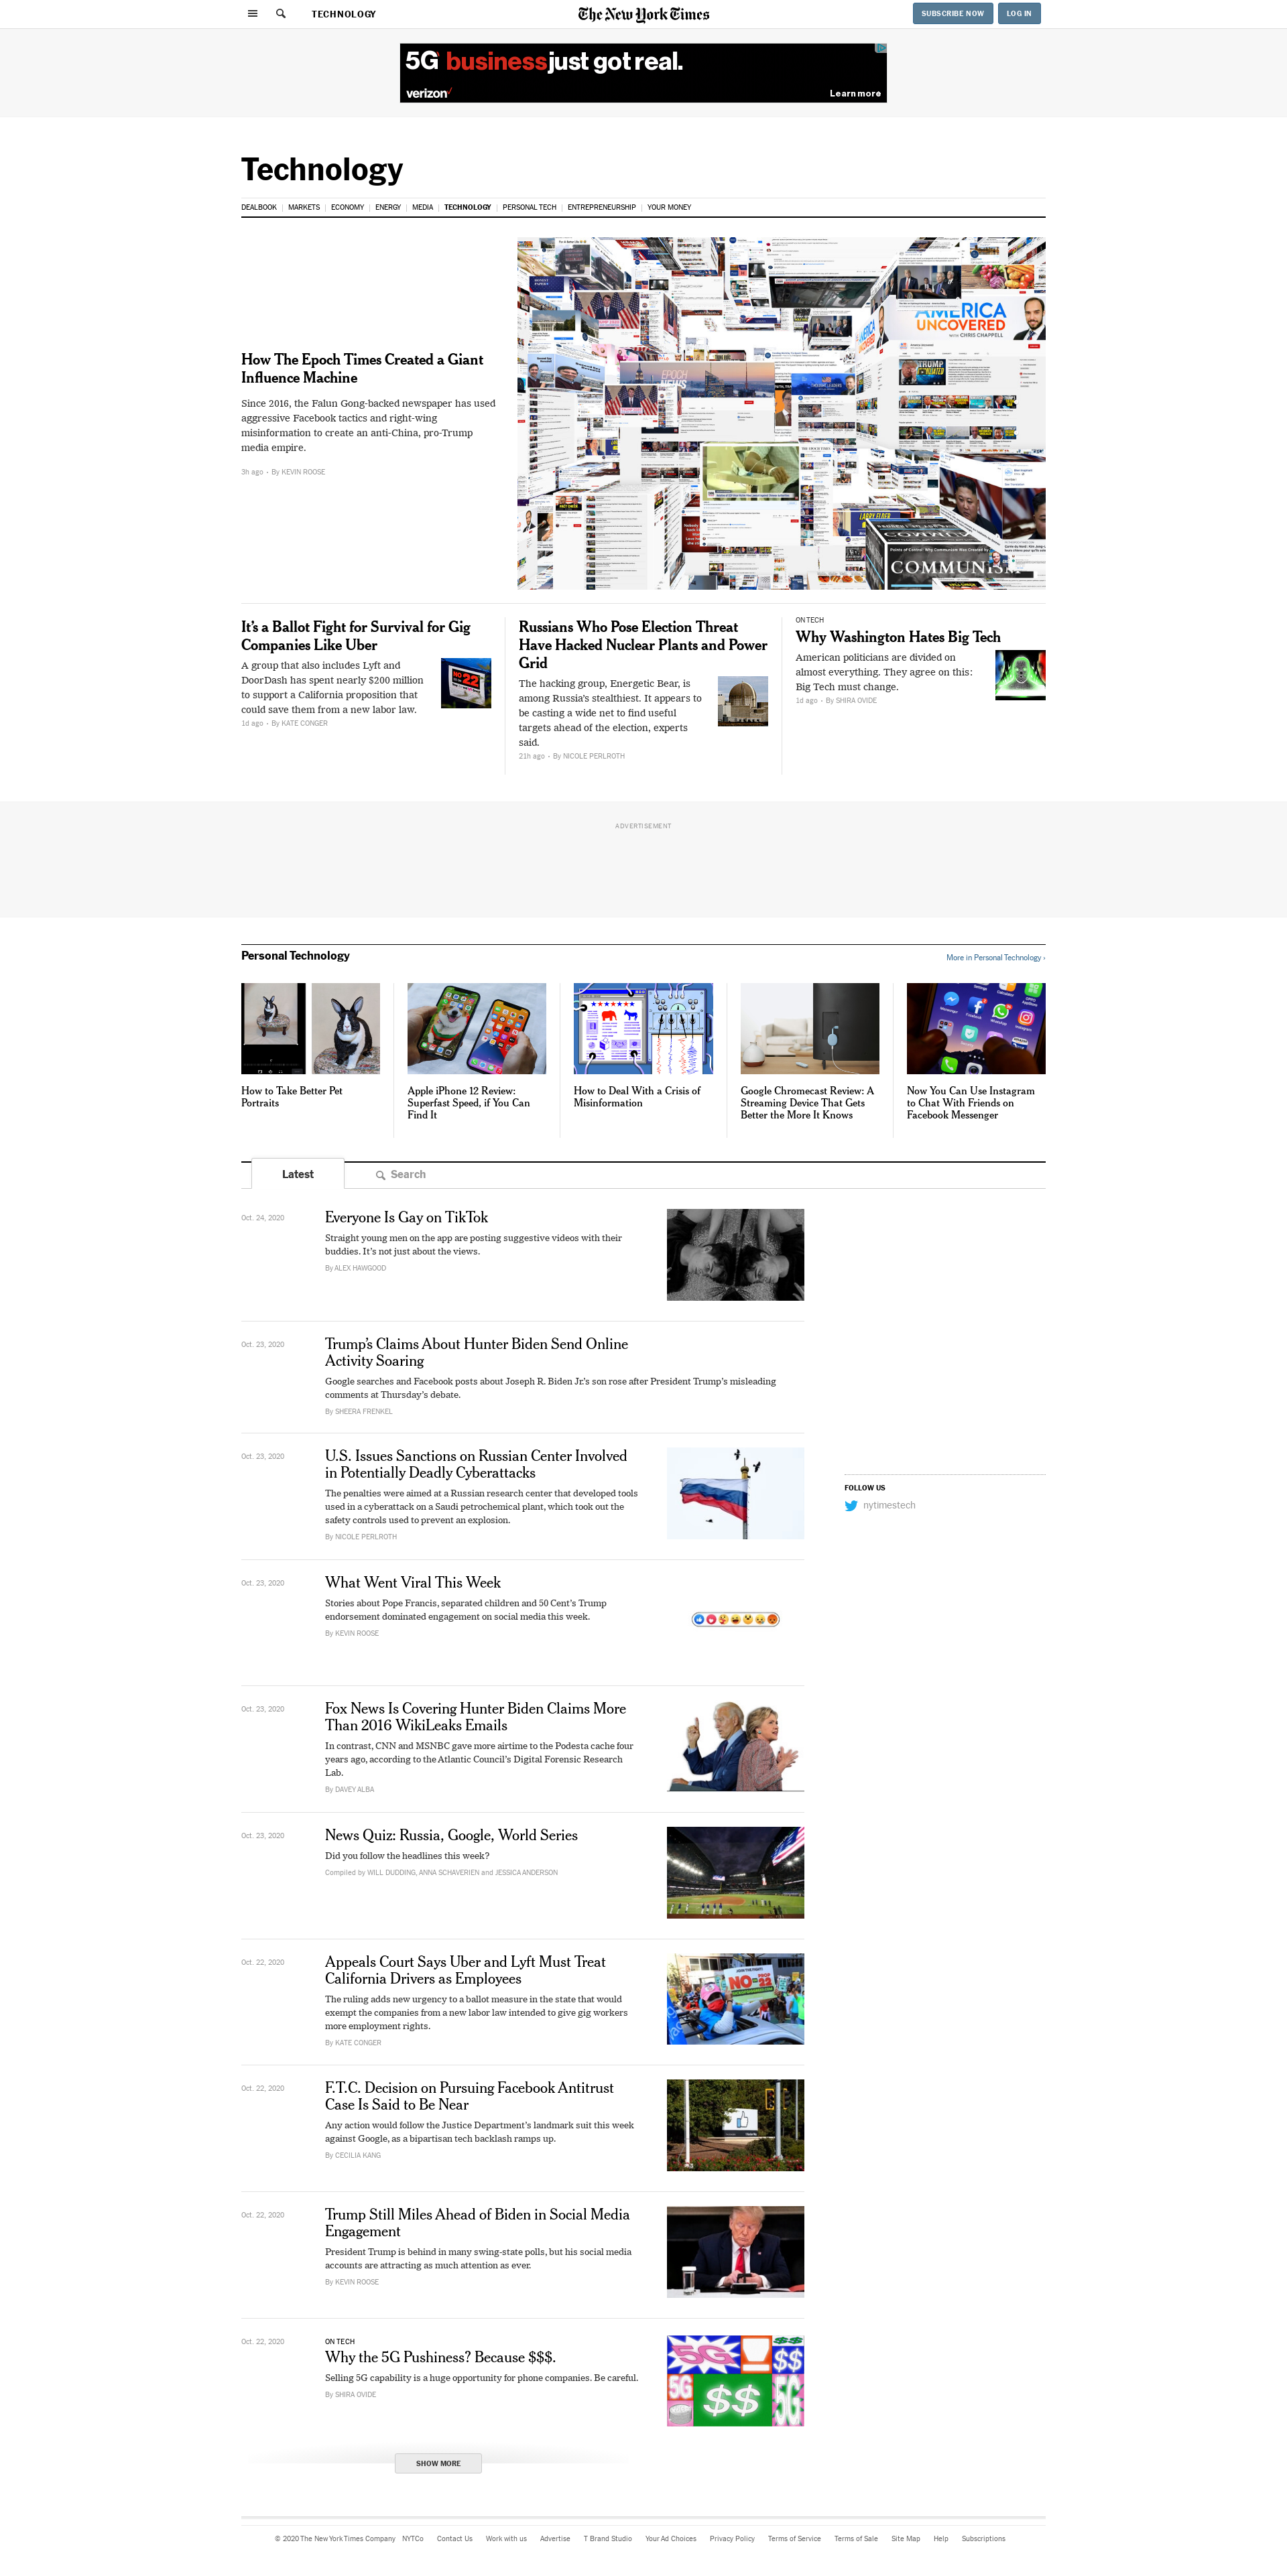 TECHNOLOGY
The New York Times
SUBSCRIBE NOW
LOG IN
5G business just got real.
verizon
Learn more
Technology
DEALBOOK
MARKETS
ECONOMY
ENERGY
MEDIA
TECHNOLOGY
PERSONAL TECH
ENTREPRENEURSHIP
YOUR MONEY
How The Epoch Times Created a Giant
Influence Machine
Since 2016, the Falun Gong-backed newspaper has used
aggressive Facebook tactics and right-wing
misinformation to create an anti-China, pro-Trump
media empire.
3h ago • By KEVIN ROOSE
AMERICA
UNCOVERED
WITH CHRIS CHAPPELL
EPOCH
NEWS
COMMUNISM
It's a Ballot Fight for Survival for Gig
Companies Like Uber
A group that also includes Lyft and
DoorDash has spent nearly $200 million
to support a California proposition that
could save them from a new labor law.
1d ago • By KATE CONGER
NO
22
Russians Who Pose Election Threat
Have Hacked Nuclear Plants and Power
Grid
The hacking group, Energetic Bear, is
among Russia's stealthiest. It appears to
be casting a wide net to find useful
targets ahead of the election, experts
said.
21h ago • By NICOLE PERLROTH
ON TECH
Why Washington Hates Big Tech
American politicians are divided on
almost everything. They agree on this:
Big Tech must change.
1d ago • By SHIRA OVIDE
ADVERTISEMENT
Personal Technology
More in Personal Technology ›
How to Take Better Pet
Portraits
Apple iPhone 12 Review:
Superfast Speed, if You Can
Find It
How to Deal With a Crisis of
Misinformation
Google Chromecast Review: A
Streaming Device That Gets
Better the More It Knows
Now You Can Use Instagram
to Chat With Friends on
Facebook Messenger
Latest
Search
Oct. 24, 2020
Everyone Is Gay on TikTok
Straight young men on the app are posting suggestive videos with their
buddies. It's not just about the views.
By ALEX HAWGOOD
Oct. 23, 2020
Trump's Claims About Hunter Biden Send Online
Activity Soaring
Google searches and Facebook posts about Joseph R. Biden Jr.'s son rose after President Trump's misleading
comments at Thursday's debate.
By SHEERA FRENKEL
Oct. 23, 2020
U.S. Issues Sanctions on Russian Center Involved
in Potentially Deadly Cyberattacks
The penalties were aimed at a Russian research center that developed tools
used in a cyberattack on a Saudi petrochemical plant, which took out the
safety controls used to prevent an explosion.
By NICOLE PERLROTH
FOLLOW US
nytimestech
Oct. 23, 2020
What Went Viral This Week
Stories about Pope Francis, separated children and 50 Cent's Trump
endorsement dominated engagement on social media this week.
By KEVIN ROOSE
Oct. 23, 2020
Fox News Is Covering Hunter Biden Claims More
Than 2016 WikiLeaks Emails
In contrast, CNN and MSNBC gave more airtime to the Podesta cache four
years ago, according to the Atlantic Council's Digital Forensic Research
Lab.
By DAVEY ALBA
Oct. 23, 2020
News Quiz: Russia, Google, World Series
Did you follow the headlines this week?
Compiled by WILL DUDDING, ANNA SCHAVERIEN and JESSICA ANDERSON
Oct. 22, 2020
Appeals Court Says Uber and Lyft Must Treat
California Drivers as Employees
The ruling adds new urgency to a ballot measure in the state that would
exempt the companies from a new labor law intended to give gig workers
more employment rights.
By KATE CONGER
NO
Oct. 22, 2020
F.T.C. Decision on Pursuing Facebook Antitrust
Case Is Said to Be Near
Any action would follow the Justice Department's landmark suit this week
against Google, as a bipartisan tech backlash ramps up.
By CECILIA KANG
Oct. 22, 2020
Trump Still Miles Ahead of Biden in Social Media
Engagement
President Trump is behind in many swing-state polls, but his social media
accounts are attracting as much attention as ever.
By KEVIN ROOSE
Oct. 22, 2020
ON TECH
Why the 5G Pushiness? Because $$$.
Selling 5G capability is a huge opportunity for phone companies. Be careful.
By SHIRA OVIDE
5G
$$
5G
$$
5G
SHOW MORE
© 2020 The New York Times Company
NYTCo
Contact Us
Work with us
Advertise
T Brand Studio
Your Ad Choices
Privacy Policy
Terms of Service
Terms of Sale
Site Map
Help
Subscriptions